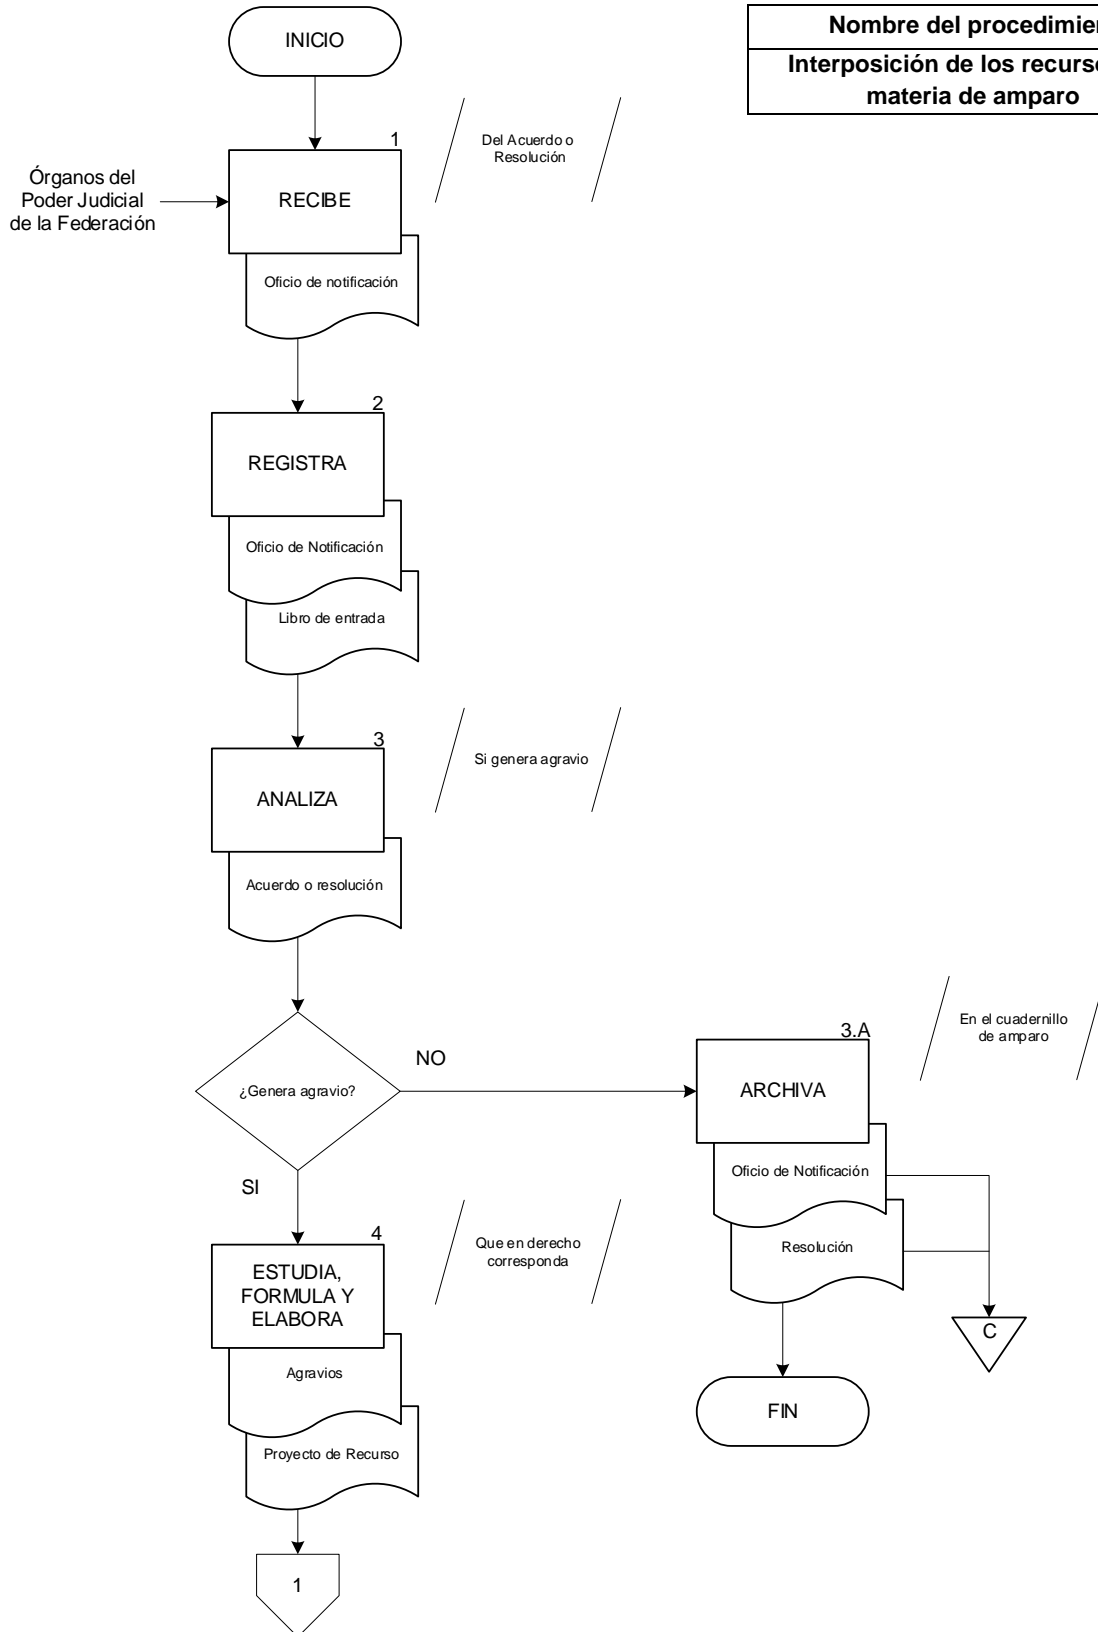 INICIO
Nombre del
Interposición de los
materia de amparo
1
Del Acuerdo o
Resolución
Órganos del
Poder Judicial
de la Federación
RECIBE
Oficio de notificación
2
REGISTRA
Oficio de Notificación
Libro de entrada
3
Si genera agravio
ANALIZA
Acuerdo o resolución
¿Genera agravio?
NO
SI
3.A
En el cuadernillo
de amparo
ARCHIVA
Oficio de Notificación
Resolución
C
FIN
4
Que en derecho
corresponda
ESTUDIA,
FORMULA Y
ELABORA
Agravios
Proyecto de Recurso
1